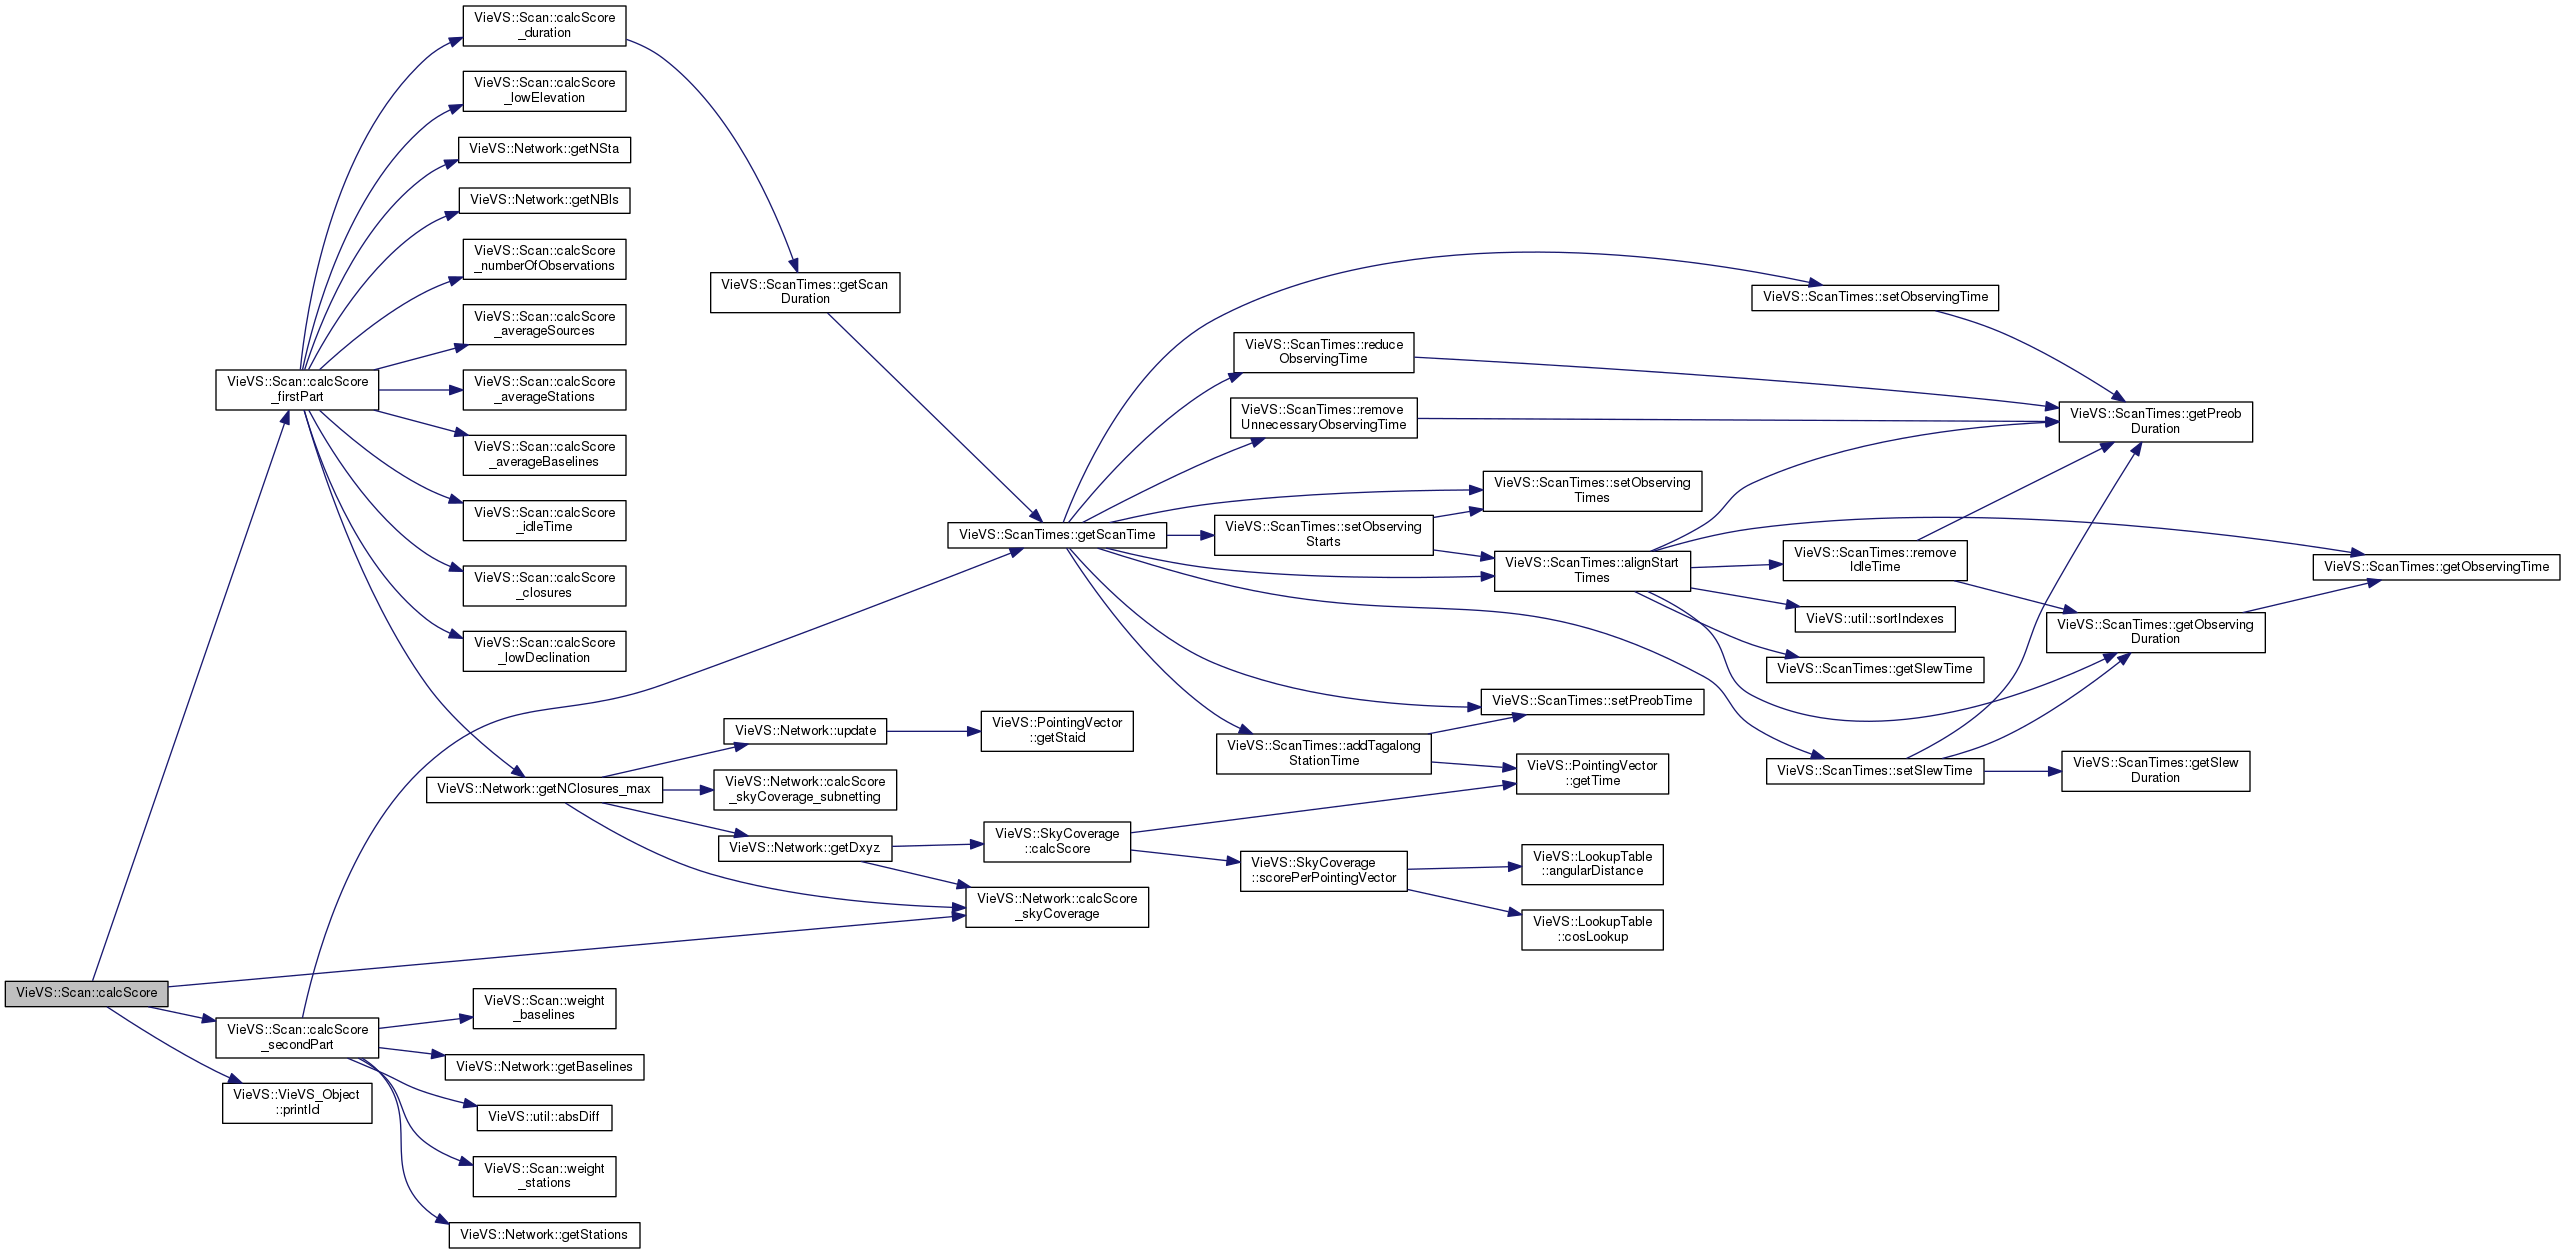 VieVS::Scan::calcScore
VieVS::Scan::calcScore
_firstPart
VieVS::Scan::calcScore
_secondPart
VieVS::VieVS_Object
::printId
VieVS::Scan::calcScore
_duration
VieVS::Scan::calcScore
_lowElevation
VieVS::Network::getNSta
VieVS::Network::getNBls
VieVS::Scan::calcScore
_numberOfObservations
VieVS::Scan::calcScore
_averageSources
VieVS::Scan::calcScore
_averageStations
VieVS::Scan::calcScore
_averageBaselines
VieVS::Scan::calcScore
_idleTime
VieVS::Scan::calcScore
_closures
VieVS::Scan::calcScore
_lowDeclination
VieVS::Network::getNClosures_max
VieVS::Scan::weight
_baselines
VieVS::Network::getBaselines
VieVS::util::absDiff
VieVS::Scan::weight
_stations
VieVS::Network::getStations
VieVS::ScanTimes::getScan
Duration
VieVS::Network::update
VieVS::Network::calcScore
_skyCoverage_subnetting
VieVS::Network::getDxyz
VieVS::ScanTimes::getScanTime
VieVS::PointingVector
::getStaid
VieVS::SkyCoverage
::calcScore
VieVS::Network::calcScore
_skyCoverage
VieVS::ScanTimes::reduce
ObservingTime
VieVS::ScanTimes::remove
UnnecessaryObservingTime
VieVS::ScanTimes::setObserving
Starts
VieVS::ScanTimes::addTagalong
StationTime
VieVS::SkyCoverage
::scorePerPointingVector
VieVS::ScanTimes::setObserving
Times
VieVS::ScanTimes::alignStart
Times
VieVS::ScanTimes::setPreobTime
VieVS::PointingVector
::getTime
VieVS::LookupTable
::angularDistance
VieVS::LookupTable
::cosLookup
VieVS::ScanTimes::setObservingTime
VieVS::ScanTimes::remove
IdleTime
VieVS::util::sortIndexes
VieVS::ScanTimes::getSlewTime
VieVS::ScanTimes::setSlewTime
VieVS::ScanTimes::getPreob
Duration
VieVS::ScanTimes::getObserving
Duration
VieVS::ScanTimes::getSlew
Duration
VieVS::ScanTimes::getObservingTime